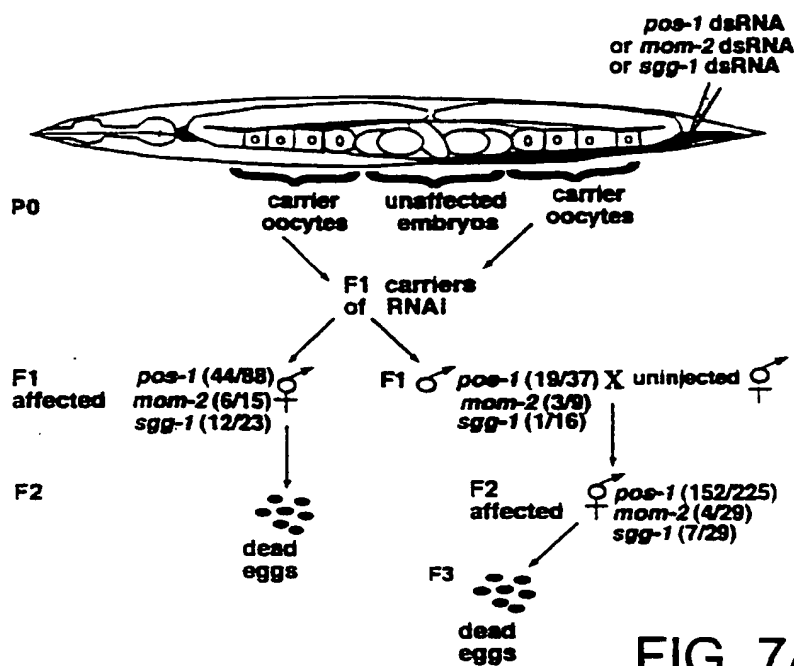 pos-1 dsRNA
or mom-2 dsRNA
or sgg-1 dsRNA
carrier oocytes
unaffected embryos
carrier oocytes
P0
F1 carriers
of RNAi
F1 affected
pos-1 (44/88)
mom-2 (6/15)
sgg-1 (12/23)
F1
pos-1 (19/37) X uninjected
mom-2 (3/9)
sgg-1 (1/16)
F2
dead
eggs
F2 affected
pos-1 (152/225)
mom-2 (4/29)
sgg-1 (7/29)
F3
dead
eggs